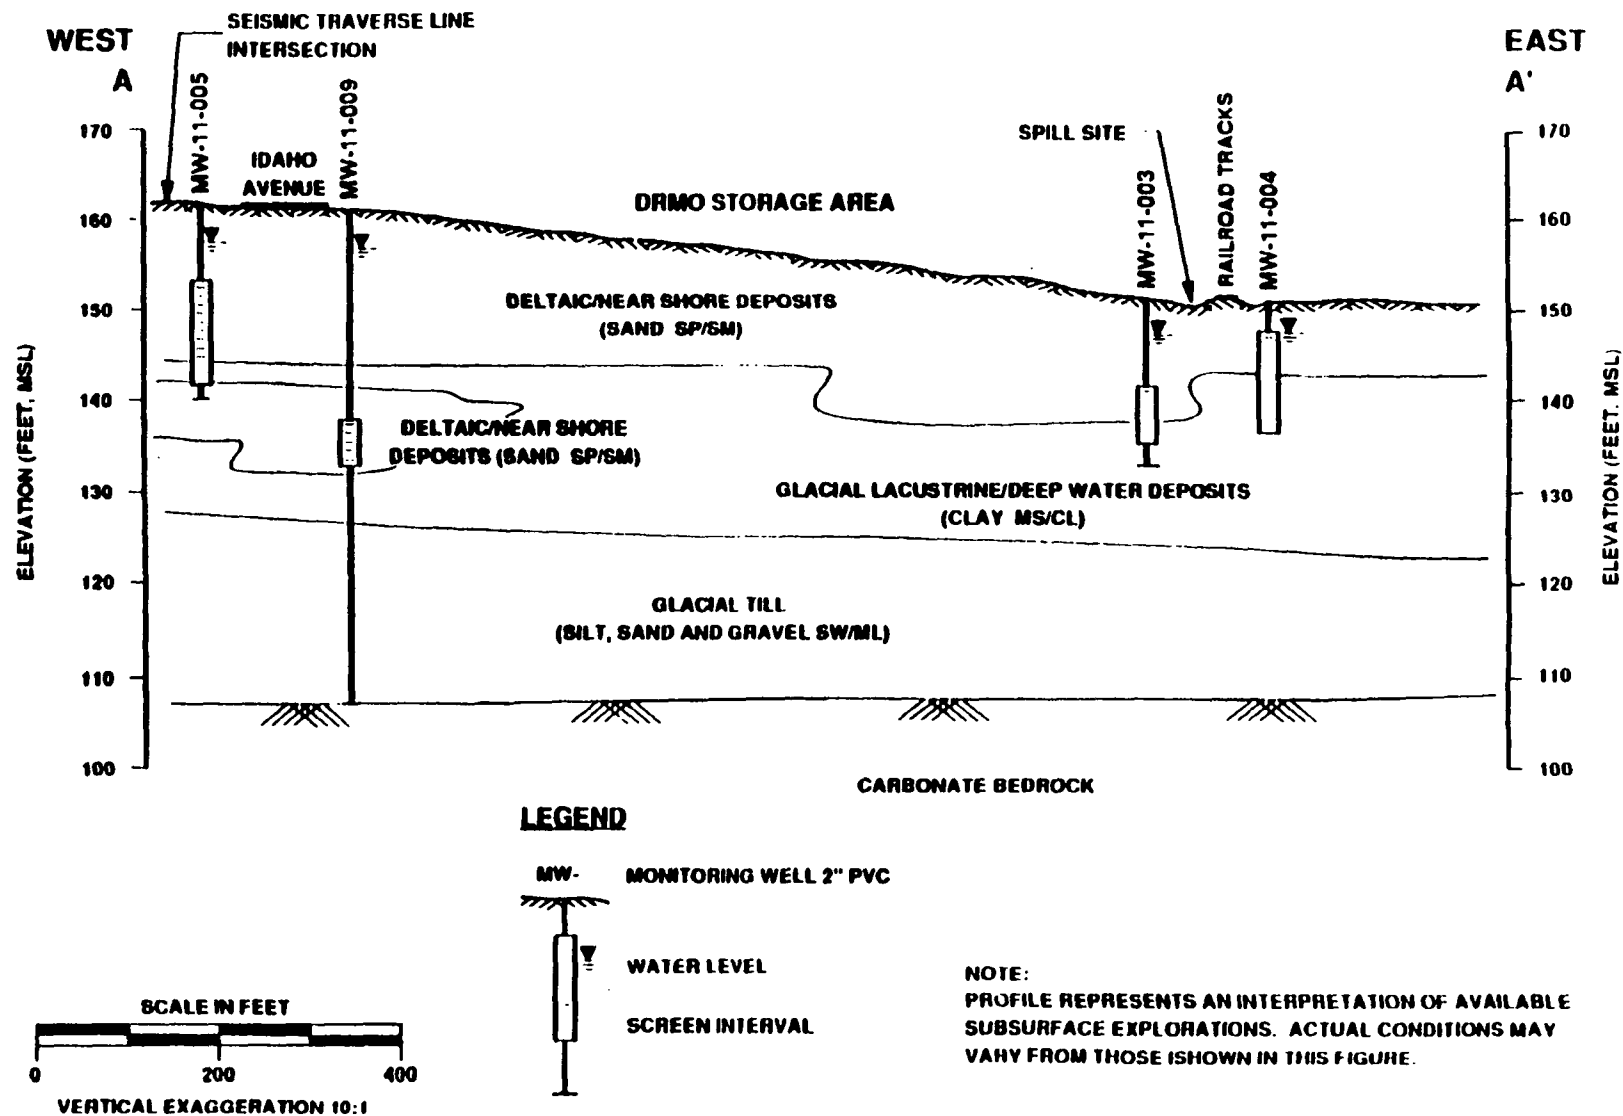 SEISMIC TRAVERSE LINE
INTERSECTION
WEST
A
EAST
A'
MW-11-005
MW-11-009
IDAHO
AVENUE
DRMO STORAGE AREA
SPILL SITE
MW-11-003
RAILROAD TRACKS
MW-11-004
170
160
150
140
130
120
110
100
ELEVATION (FEET, MSL)
170
160
150
140
130
120
110
100
ELEVATION (FEET. MSL)
DELTAIC/NEAR SHORE DEPOSITS
(SAND SP/SM)
DELTAIC/NEAR SHORE
DEPOSITS (SAND SP/SM)
GLACIAL LACUSTRINE/DEEP WATER DEPOSITS
(CLAY MS/CL)
GLACIAL TILL
(SILT, SAND AND GRAVEL SW/ML)
CARBONATE BEDROCK
LEGEND
MW- MONITORING WELL 2" PVC
WATER LEVEL
SCREEN INTERVAL
SCALE IN FEET
0 200 400
VERTICAL EXAGGERATION 10:1
NOTE:
PROFILE REPRESENTS AN INTERPRETATION OF AVAILABLE
SUBSURFACE EXPLORATIONS. ACTUAL CONDITIONS MAY
VARY FROM THOSE ISHOWN IN THIS FIGURE.